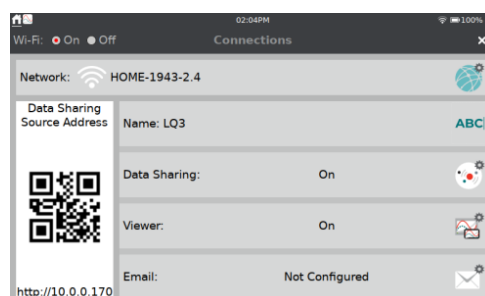 02:04PM
100%
Wi-Fi: On Off
Connections
×
Network: HOME-1943-2.4
Data Sharing
Source Address
Name: LQ3
ABC
Data Sharing: On
Viewer: On
Email: Not Configured
http://10.0.0.170